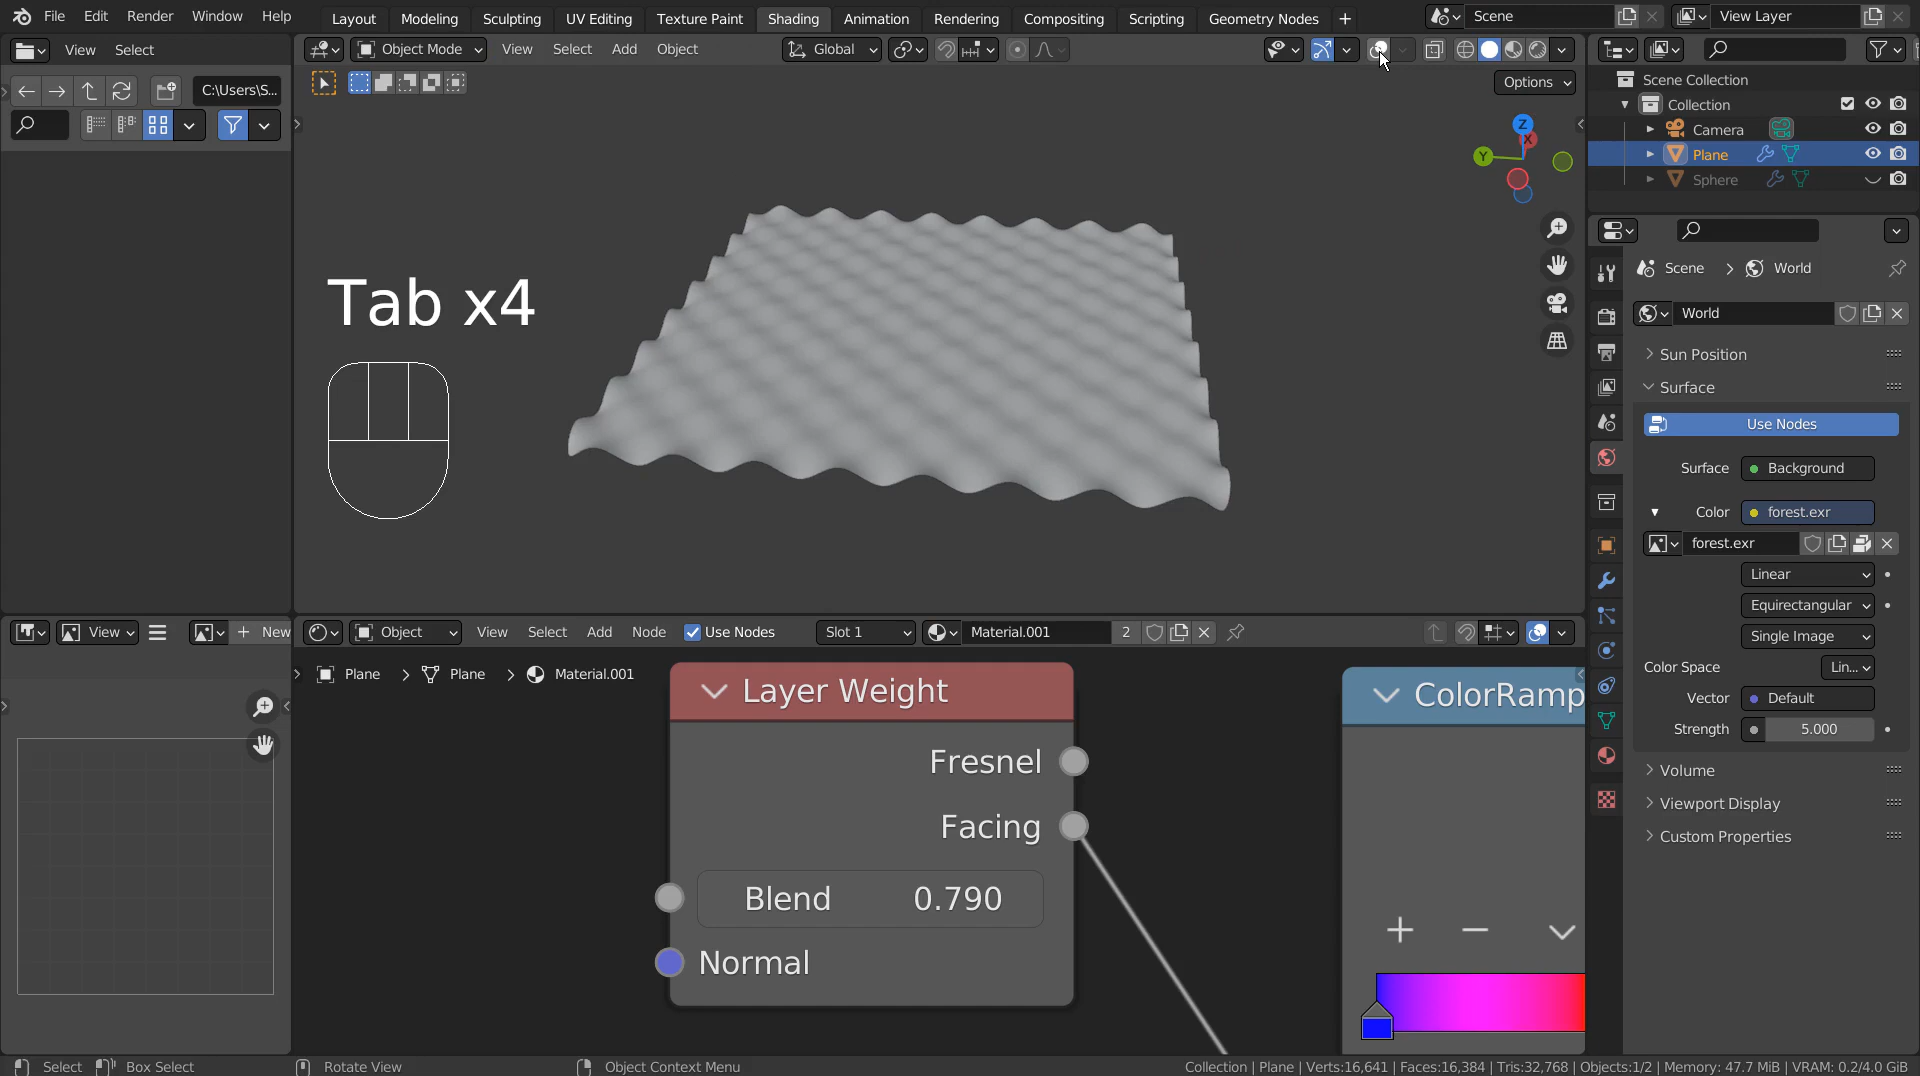 File Edit Render Window Help Layout Modeling Sculpting UV Editing Texture Paint Shading Animation Rendering Compositing Scripting Geometry Nodes + Scene View Layer
View Select Object Mode View Select Add Object Global
C:\Users\S... Options
Scene Collection
Collection
Camera
Plane
Sphere
Z
X
Y
Tab x4
Scene > World
World
Sun Position
Surface
Use Nodes
Surface Background
Color forest.exr
forest.exr
Linear
Equirectangular
Single Image
Color Space Lin...
Vector Default
Strength 5.000
Volume
Viewport Display
Custom Properties
View + New Object View Select Add Node Use Nodes Slot 1 Material.001 2
Plane > Plane > Material.001
Layer Weight
Fresnel
Facing
Blend 0.790
Normal
ColorRamp
+ −
Select Box Select Rotate View Object Context Menu Collection | Plane | Verts:16,641 | Faces:16,384 | Tris:32,768 | Objects:1/2 | Memory: 47.7 MiB | VRAM: 0.2/4.0 GiB